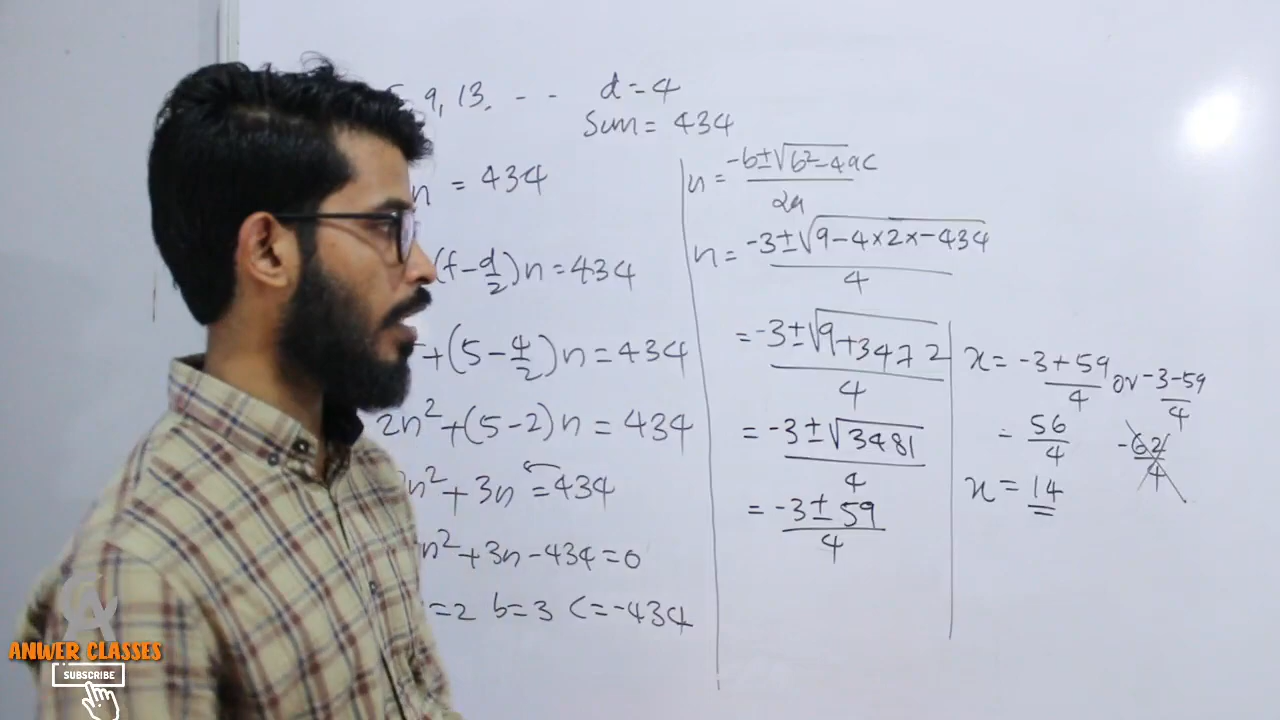 5, 9, 13, - - d = 4
Sum = 434
n = 434
(f - d/2)n = 434
+ (5 - 4/2)n = 434
2n² + (5-2)n = 434
n² + 3n = 434
n² + 3n - 434 = 0
= 2 b = 3 c = -434
n = -b ± √b² - 4ac / 2a
n = -3 ± √9 - 4×2×-434 / 4
= -3 ± √9 + 3472 / 4
= -3 ± √3481 / 4
= -3 ± 59 / 4
x = -3 + 59 / 4 or -3 - 59 / 4
= 56/4 -62/4
x = 14
ANWER CLASSES
SUBSCRIBE